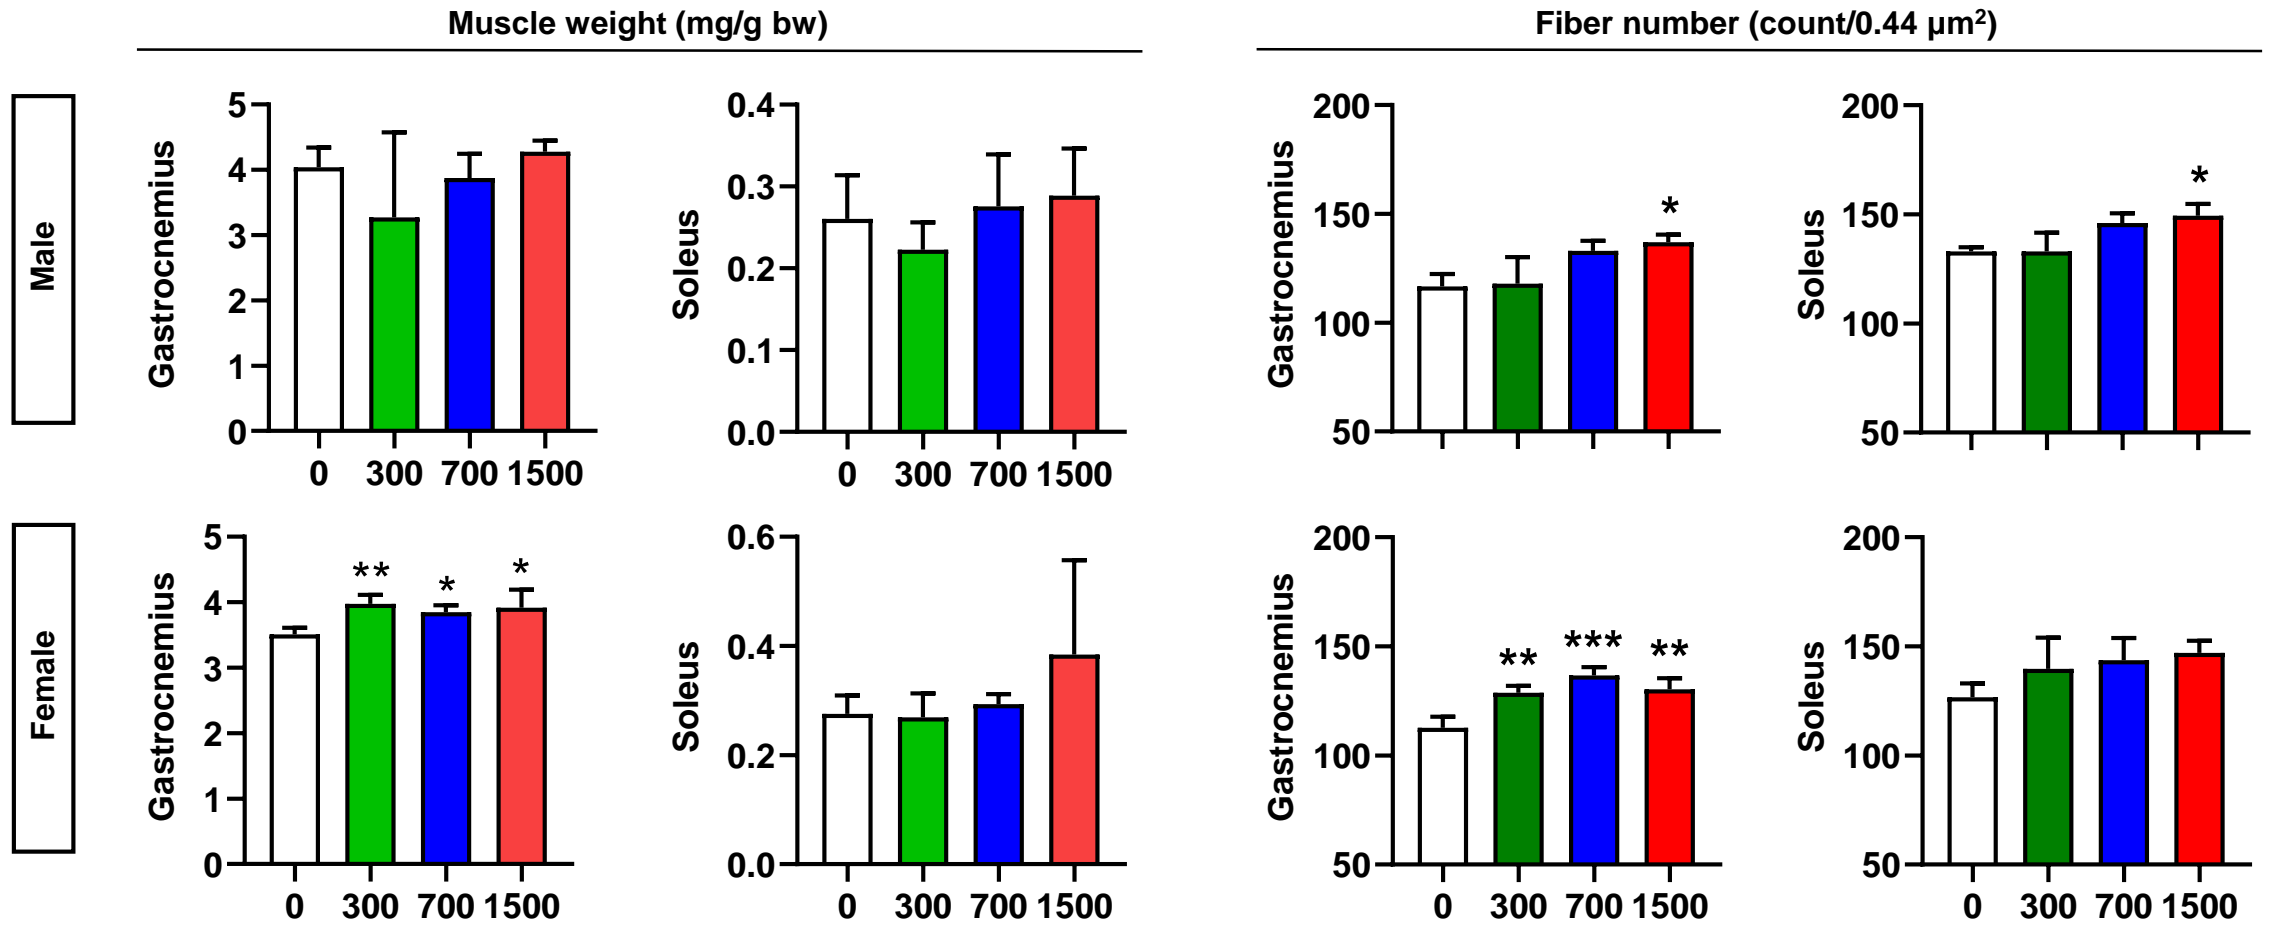 Muscle weight (mg/g bw)
Fiber number (count/0.44 µm²)
Male
Gastrocnemius
5
4
3
2
1
0
0 300 700 1500
Soleus
0.4
0.3
0.2
0.1
0.0
0 300 700 1500
Gastrocnemius
200
150
100
50
*
Soleus
200
150
100
50
*
Female
Gastrocnemius
5
4
3
2
1
0
** * *
0 300 700 1500
Soleus
0.6
0.4
0.2
0.0
0 300 700 1500
Gastrocnemius
200
150
100
50
** *** **
0 300 700 1500
Soleus
200
150
100
50
0 300 700 1500